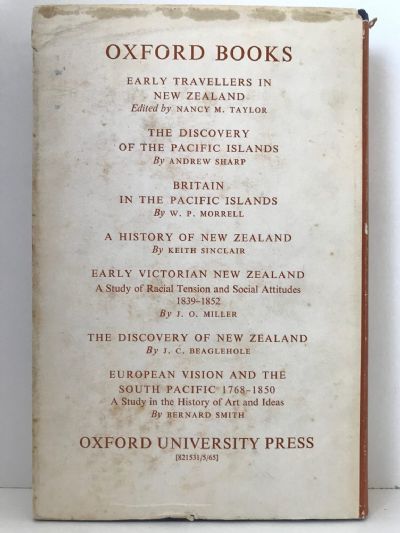 OXFORD BOOKS
EARLY TRAVELLERS IN
NEW ZEALAND
Edited by NANCY M. TAYLOR
THE DISCOVERY
OF THE PACIFIC ISLANDS
By ANDREW SHARP
BRITAIN
IN THE PACIFIC ISLANDS
By W. P. MORRELL
A HISTORY OF NEW ZEALAND
By KEITH SINCLAIR
EARLY VICTORIAN NEW ZEALAND
A Study of Racial Tension and Social Attitudes
1839–1852
By J. O. MILLER
THE DISCOVERY OF NEW ZEALAND
By J. C. BEAGLEHOLE
EUROPEAN VISION AND THE
SOUTH PACIFIC 1768–1850
A Study in the History of Art and Ideas
By BERNARD SMITH
OXFORD UNIVERSITY PRESS
[821531/5/65]